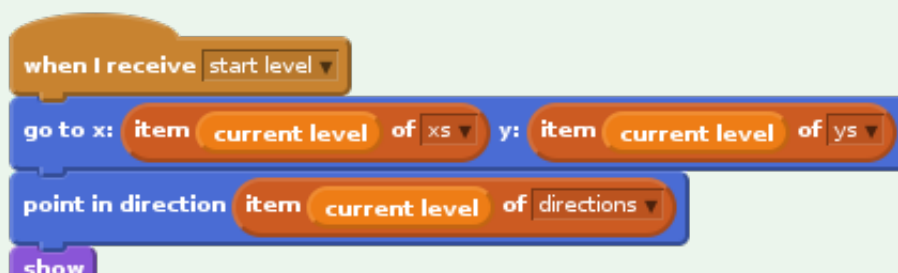 when I receive start level
go to x: item current level of xs y: item current level of ys
point in direction item current level of directions
show